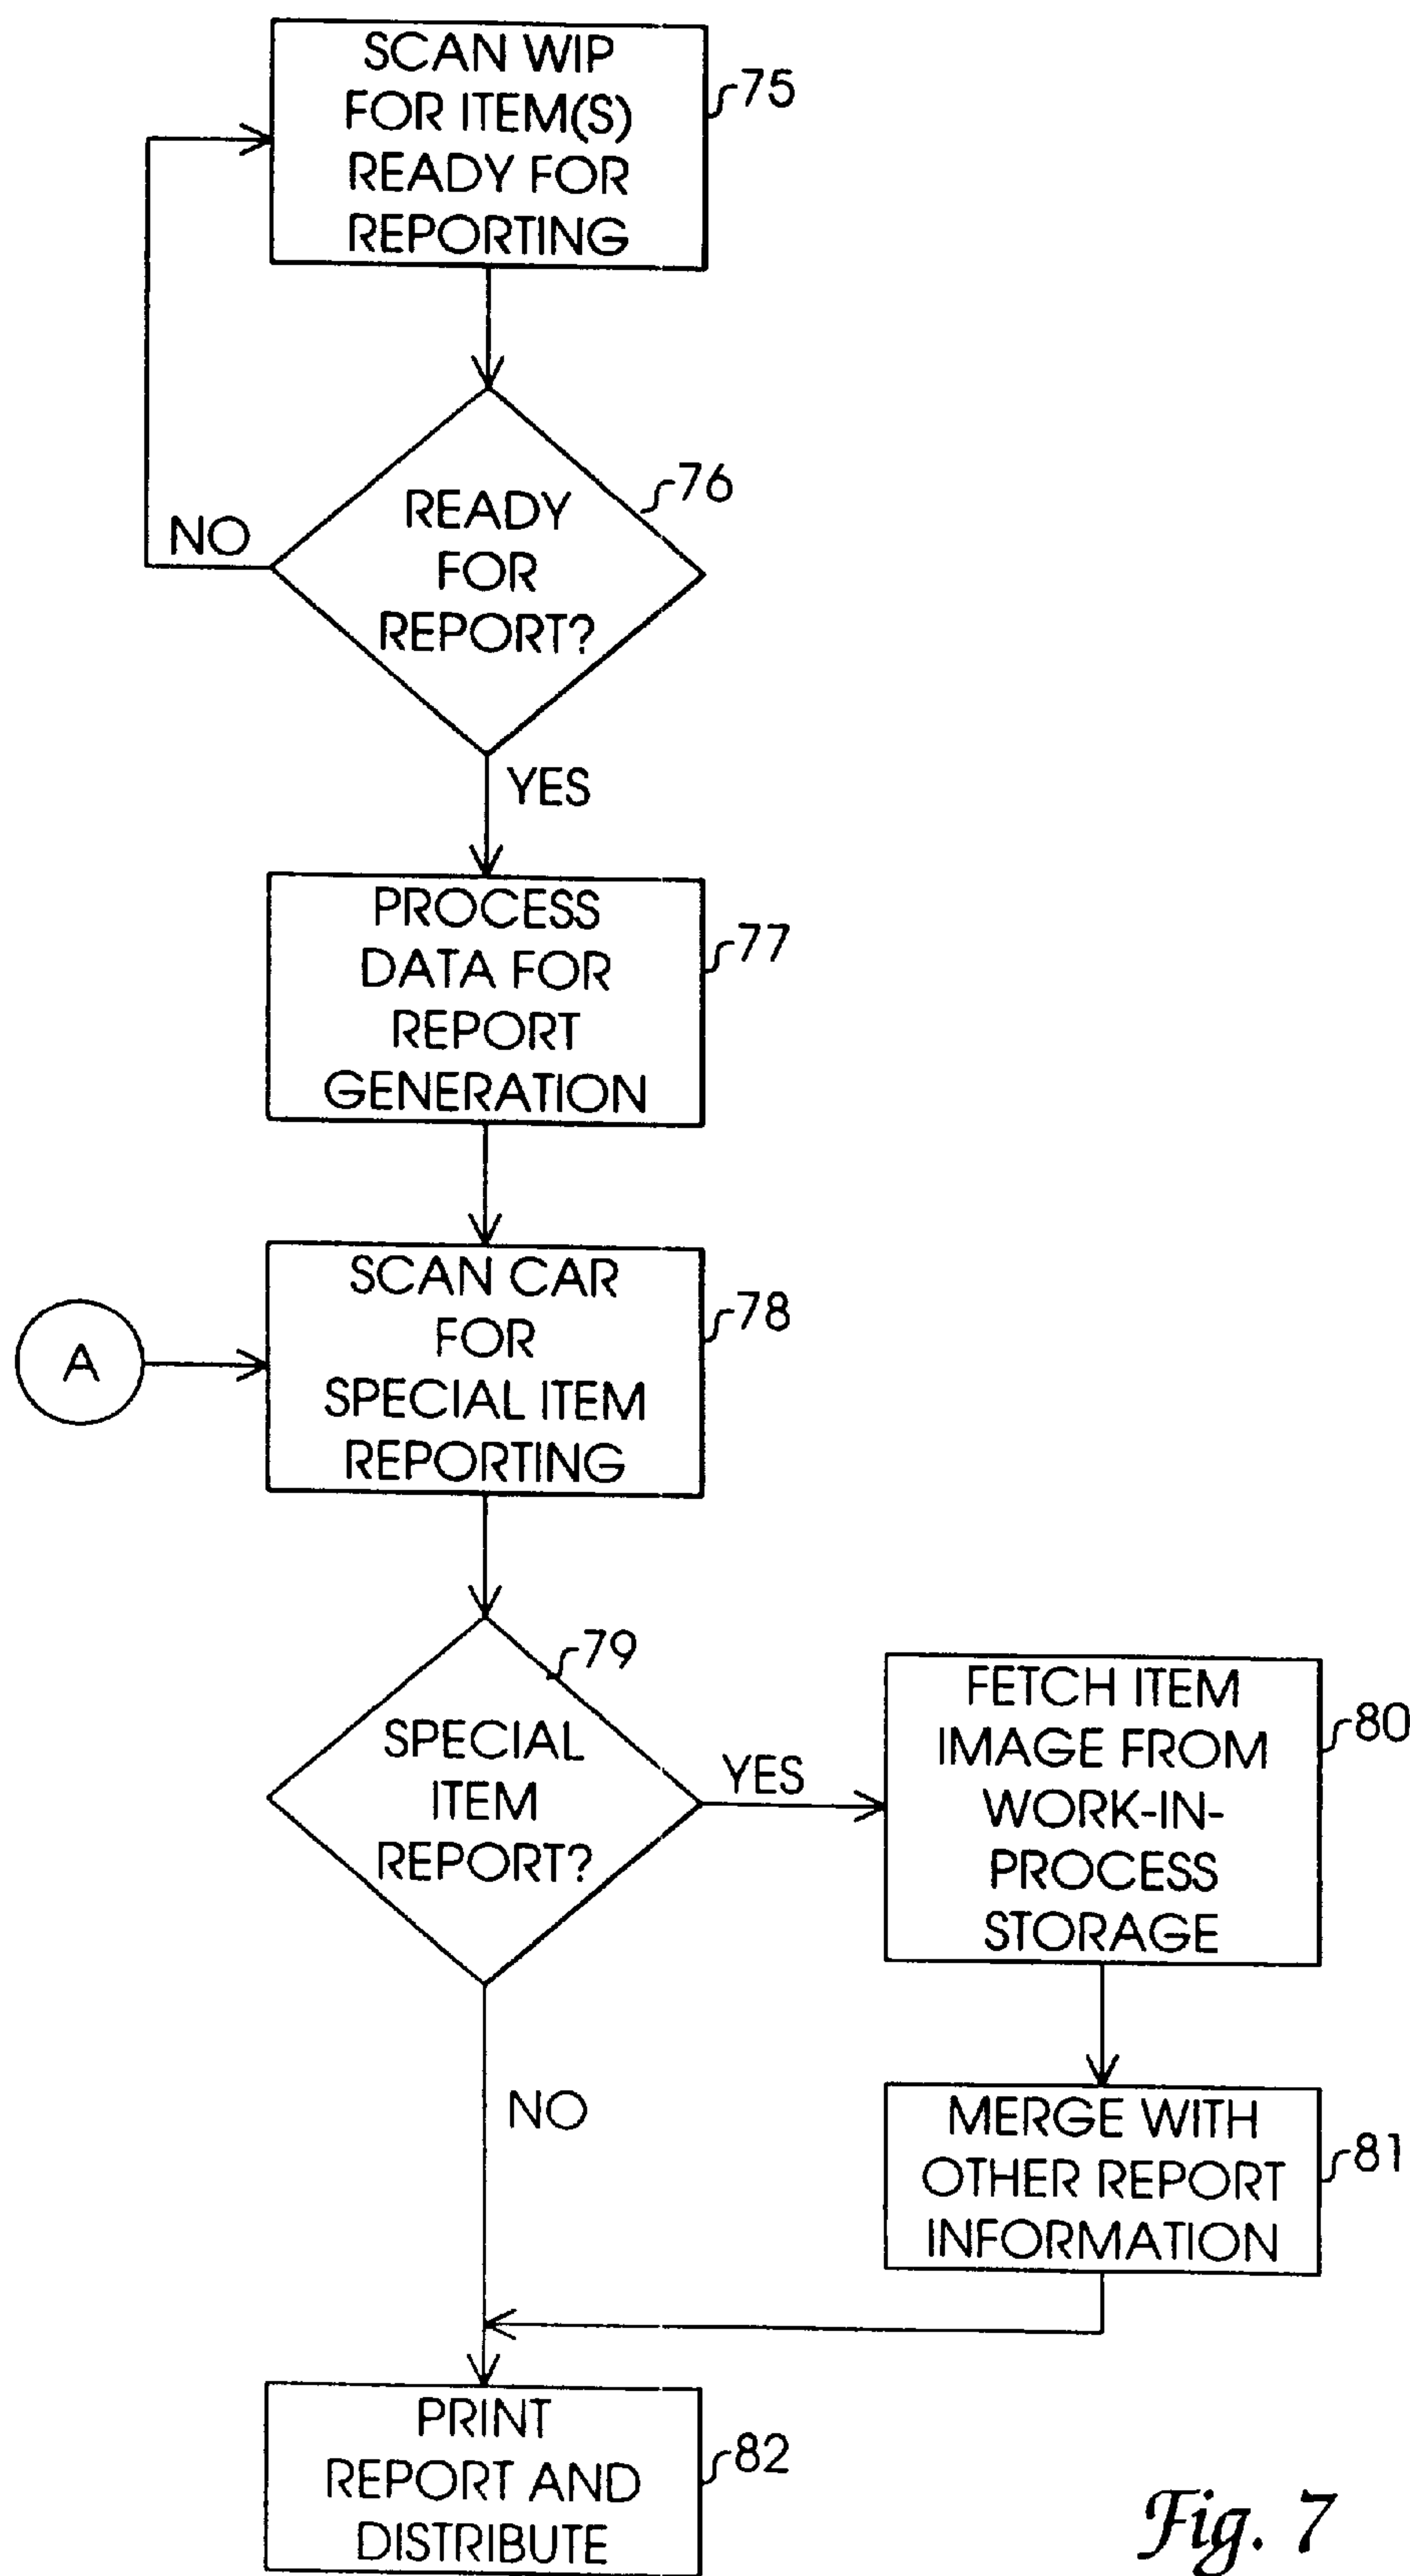 SCAN WIP
FOR ITEM(S)
READY FOR
REPORTING
75
READY
FOR
REPORT?
76
NO
YES
PROCESS
DATA FOR
REPORT
GENERATION
77
A
SCAN CAR
FOR
SPECIAL ITEM
REPORTING
78
SPECIAL
ITEM
REPORT?
79
YES
FETCH ITEM
IMAGE FROM
WORK-IN-
PROCESS
STORAGE
80
NO
MERGE WITH
OTHER REPORT
INFORMATION
81
PRINT
REPORT AND
DISTRIBUTE
82
Fig. 7